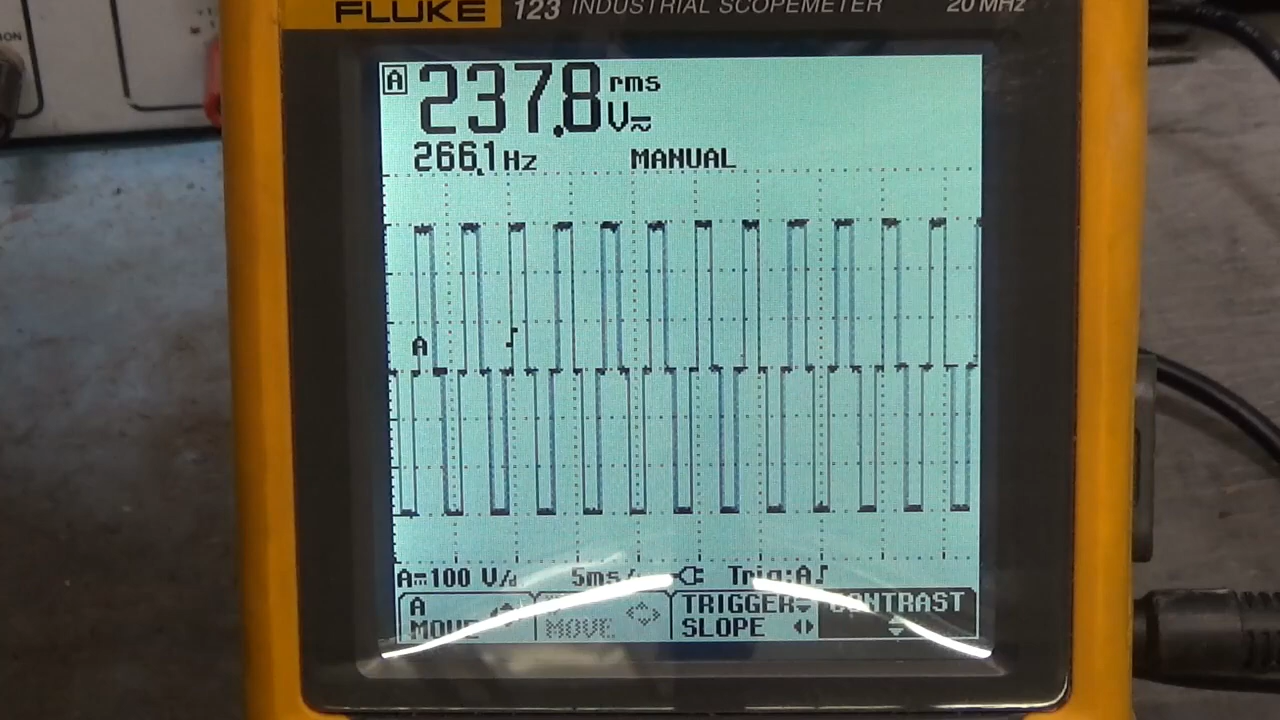 FLUKE 123 INDUSTRIAL SCOPEMETER 20 MHz
A 237.8 rms V
266.1 Hz MANUAL
A
A 100 V/d 5ms/ Trig:A
A MOVE
MOVE
TRIGGER SLOPE
CONTRAST
ON